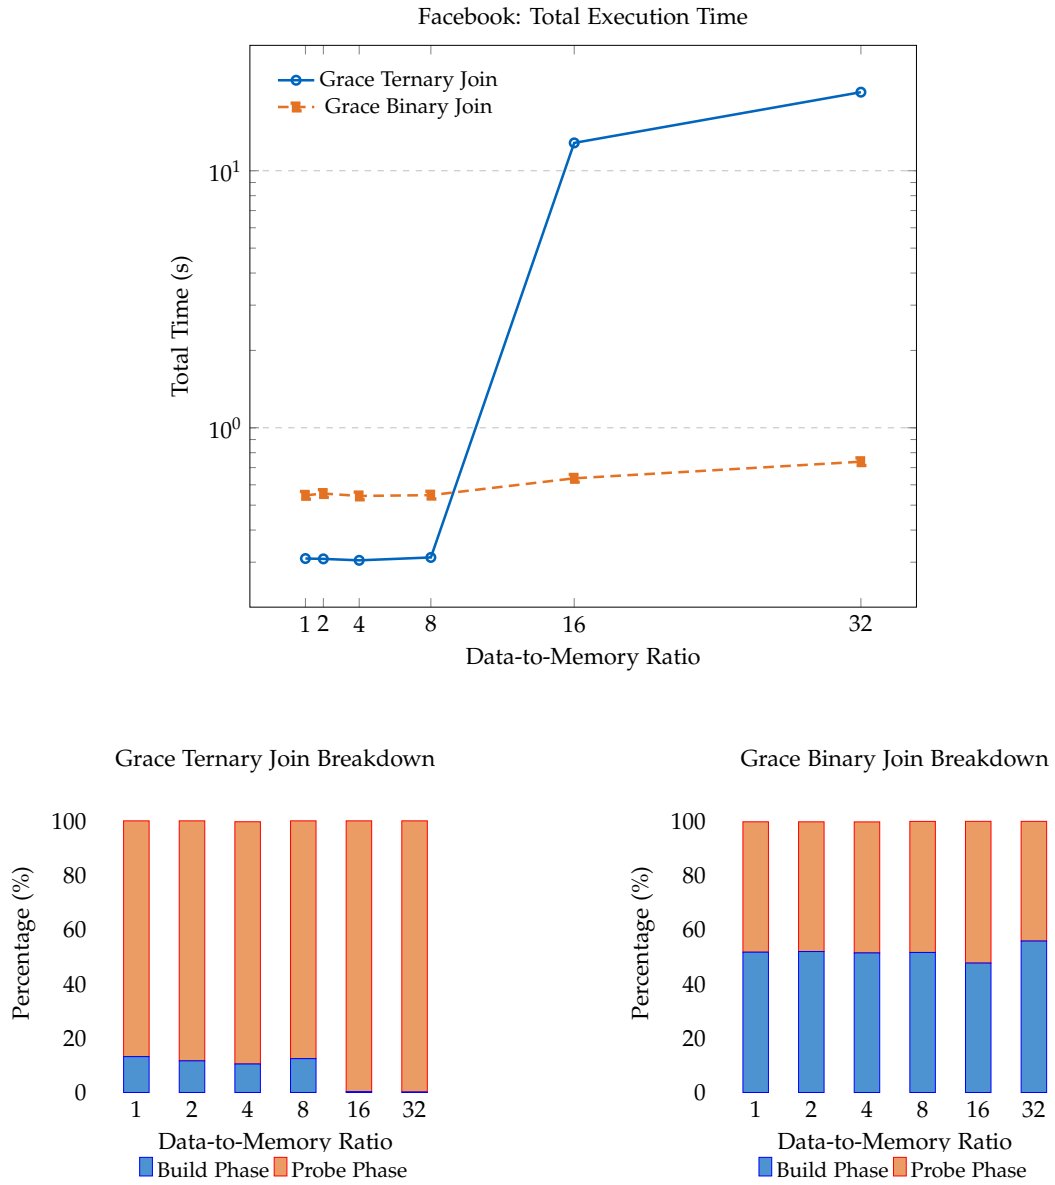 Facebook: Total Execution Time
Grace Ternary Join
Grace Binary Join
10^1
10^0
Total Time (s)
1 2 4 8 16 32
Data-to-Memory Ratio
Grace Ternary Join Breakdown
100
80
60
40
20
0
Percentage (%)
1 2 4 8 16 32
Data-to-Memory Ratio
Build Phase Probe Phase
Grace Binary Join Breakdown
100
80
60
40
20
0
Percentage (%)
1 2 4 8 16 32
Data-to-Memory Ratio
Build Phase Probe Phase